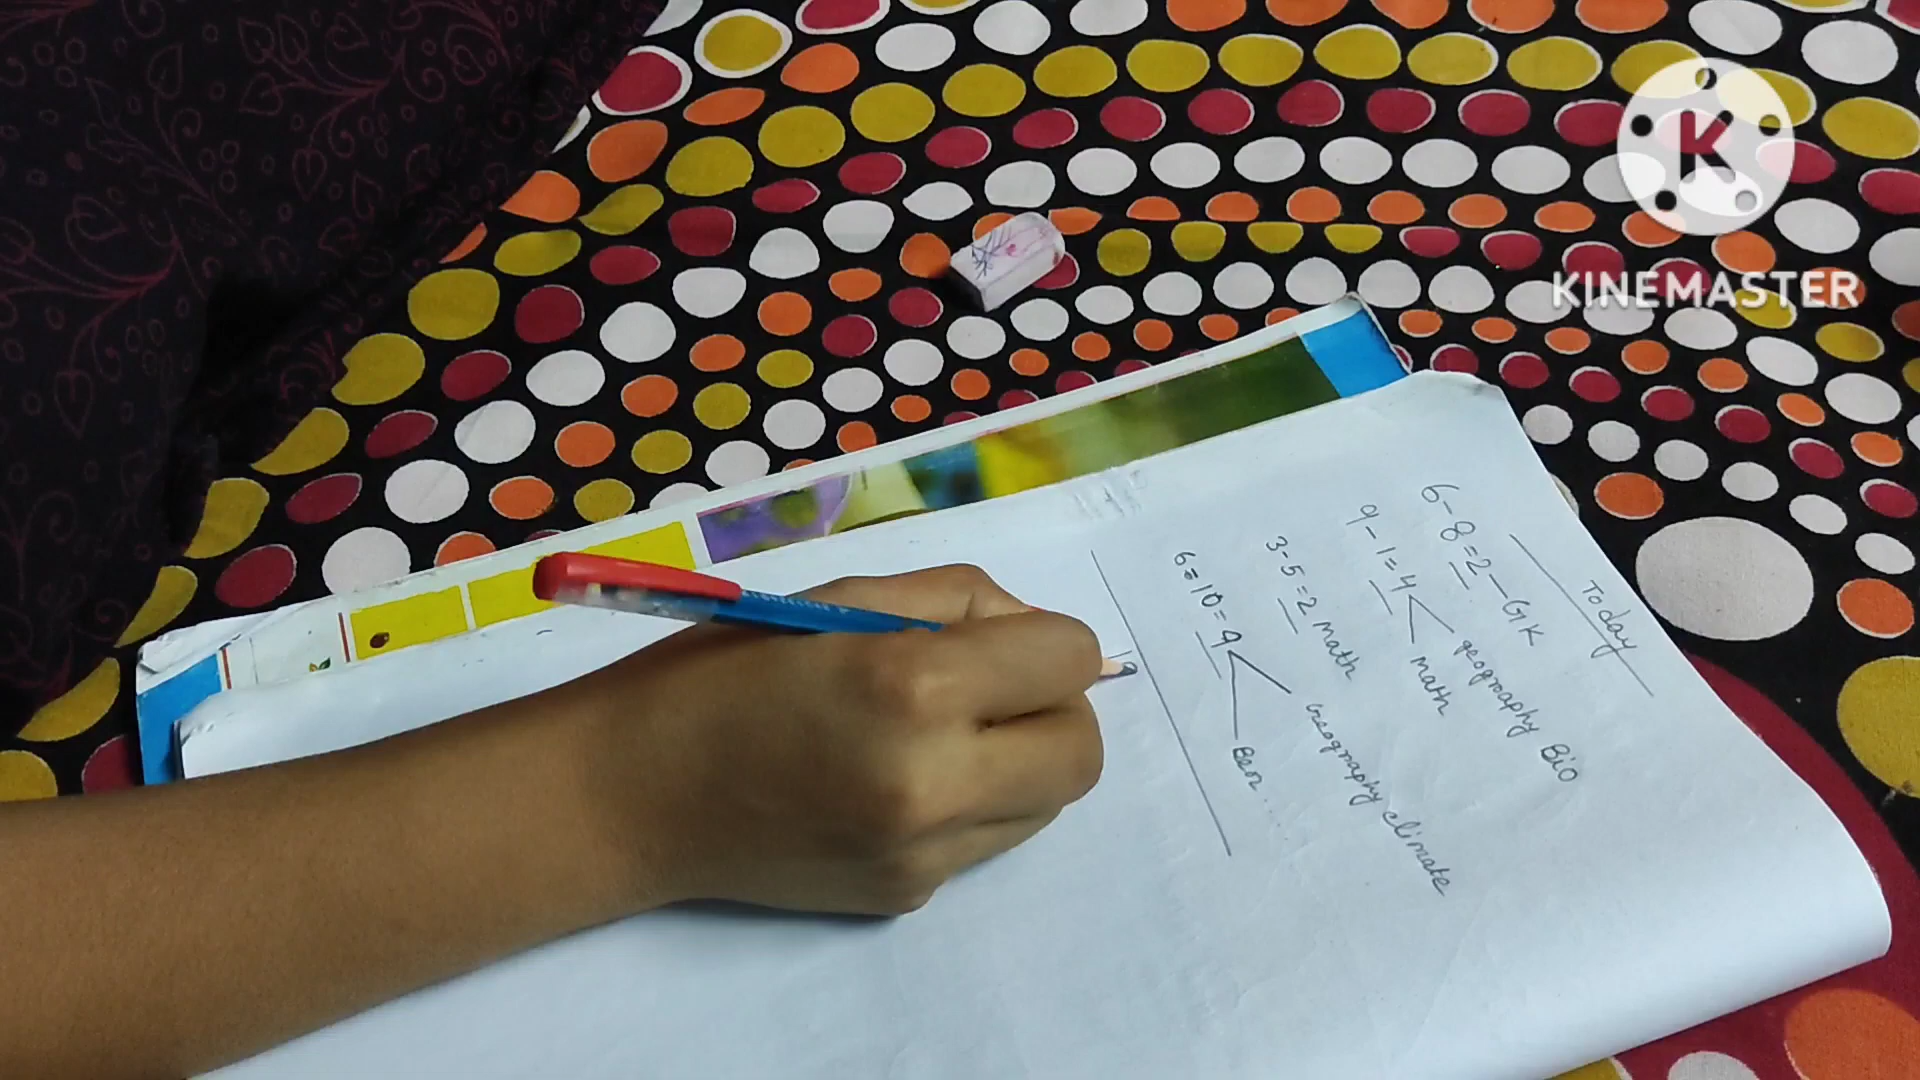 Today
6-8=2-GK
9-1=4 geography Bio
math
3-5=2 math
6-10=4 Geography climate
Ben....
K
KINEMASTER